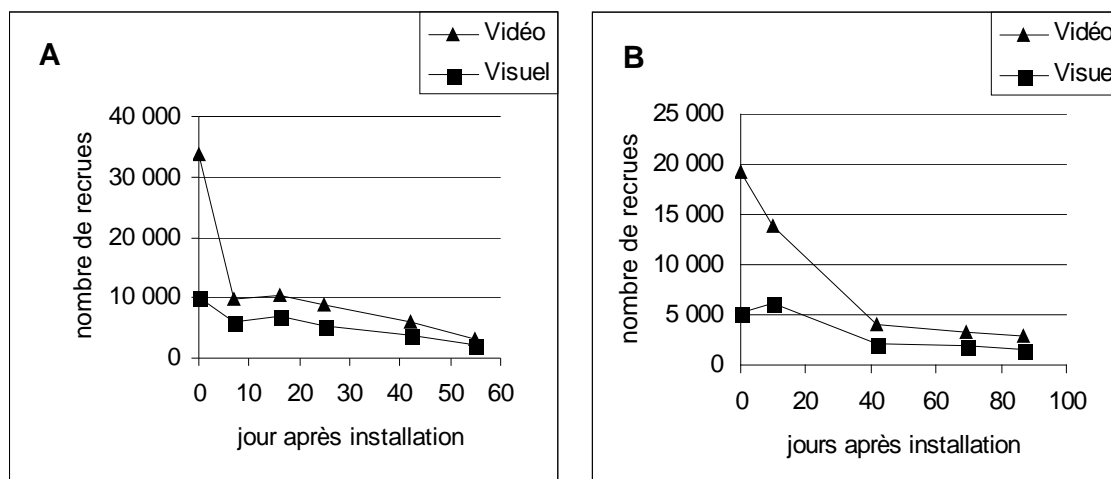 A
Vidéo
Visuel
nombre de recrues
40 000
30 000
20 000
10 000
0
0 10 20 30 40 50 60
jour après installation
B
Vidéo
Visue
nombre de recrues
25 000
20 000
15 000
10 000
5 000
0
0 20 40 60 80 100
jours après installation